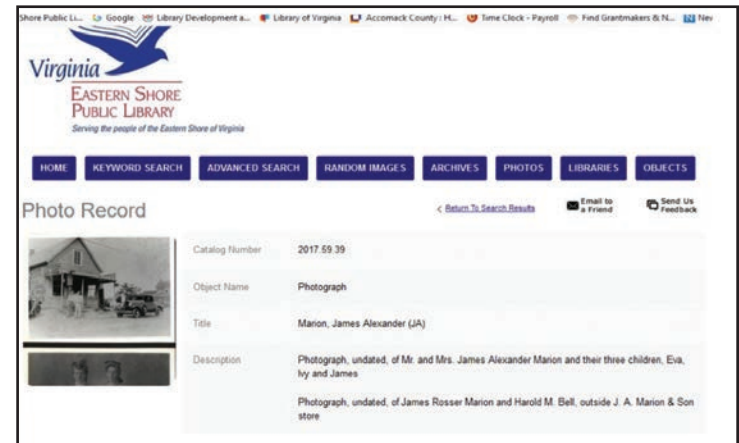 Shore Public Li... Google Library Development a... Library of Virginia Accomack County : H... Time Clock - Payroll Find Grantmakers & N... Nev
Virginia
EASTERN SHORE
PUBLIC LIBRARY
Serving the people of the Eastern Shore of Virginia
HOME KEYWORD SEARCH ADVANCED SEARCH RANDOM IMAGES ARCHIVES PHOTOS LIBRARIES OBJECTS
Photo Record
< Return To Search Results
Email to
a Friend
Send Us
Feedback
Catalog Number 2017.59.39
Object Name Photograph
Title Marion, James Alexander (JA)
Description Photograph, undated, of Mr. and Mrs. James Alexander Marion and their three children, Eva,
Ivy and James
Photograph, undated, of James Rosser Marion and Harold M. Bell, outside J. A. Marion & Son
store